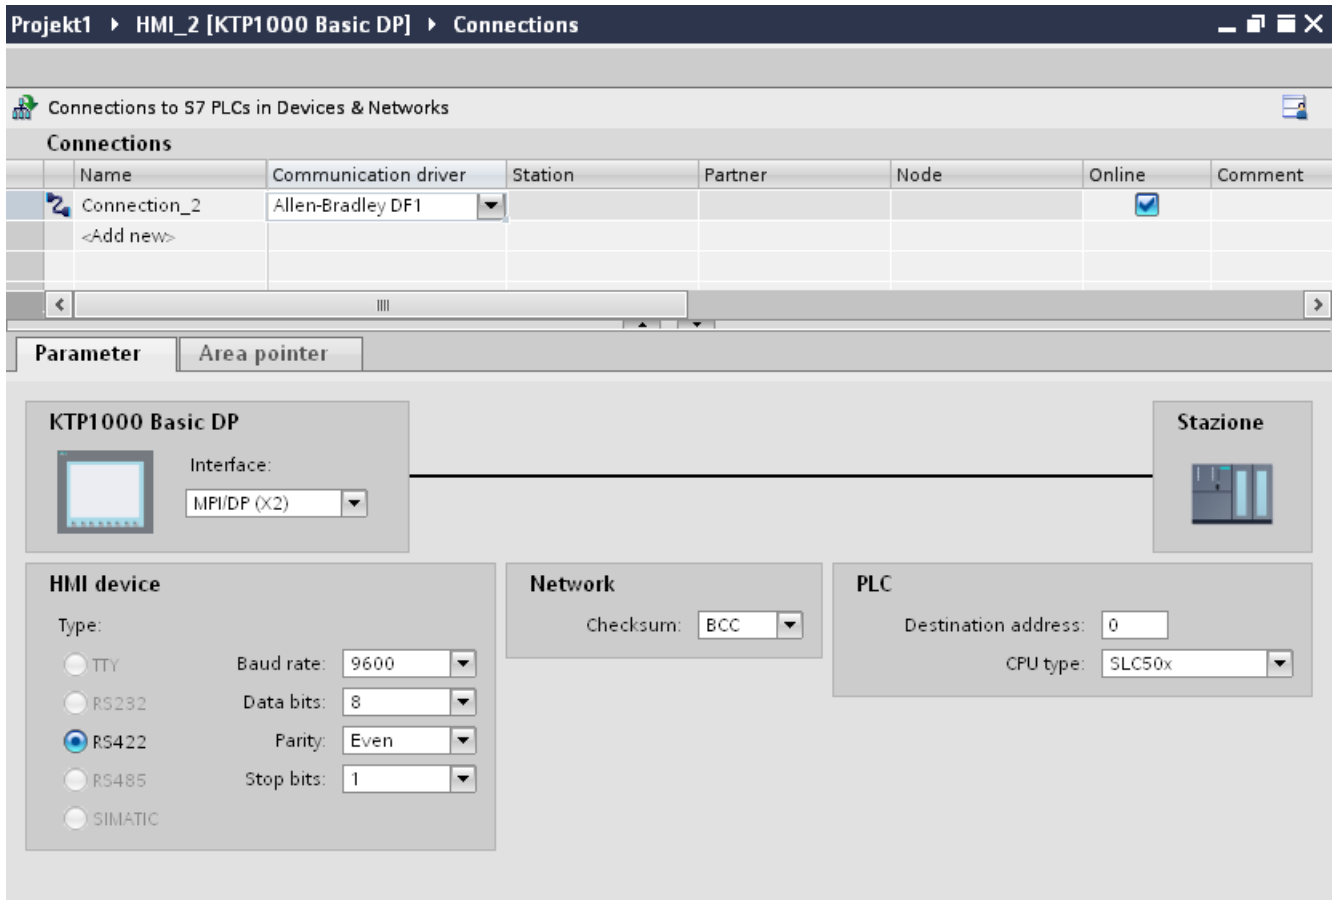 Projekt1 ▸ HMI_2 [KTP1000 Basic DP] ▸ Connections
Connections to S7 PLCs in Devices & Networks
Connections
Name Communication driver Station Partner Node Online Comment
Connection_2 Allen-Bradley DF1
<Add new>
Parameter Area pointer
KTP1000 Basic DP
Interface:
MPI/DP (X2)
Stazione
HMI device
Type:
TTY
RS232
RS422
RS485
SIMATIC
Baud rate: 9600
Data bits: 8
Parity: Even
Stop bits: 1
Network
Checksum: BCC
PLC
Destination address: 0
CPU type: SLC50x